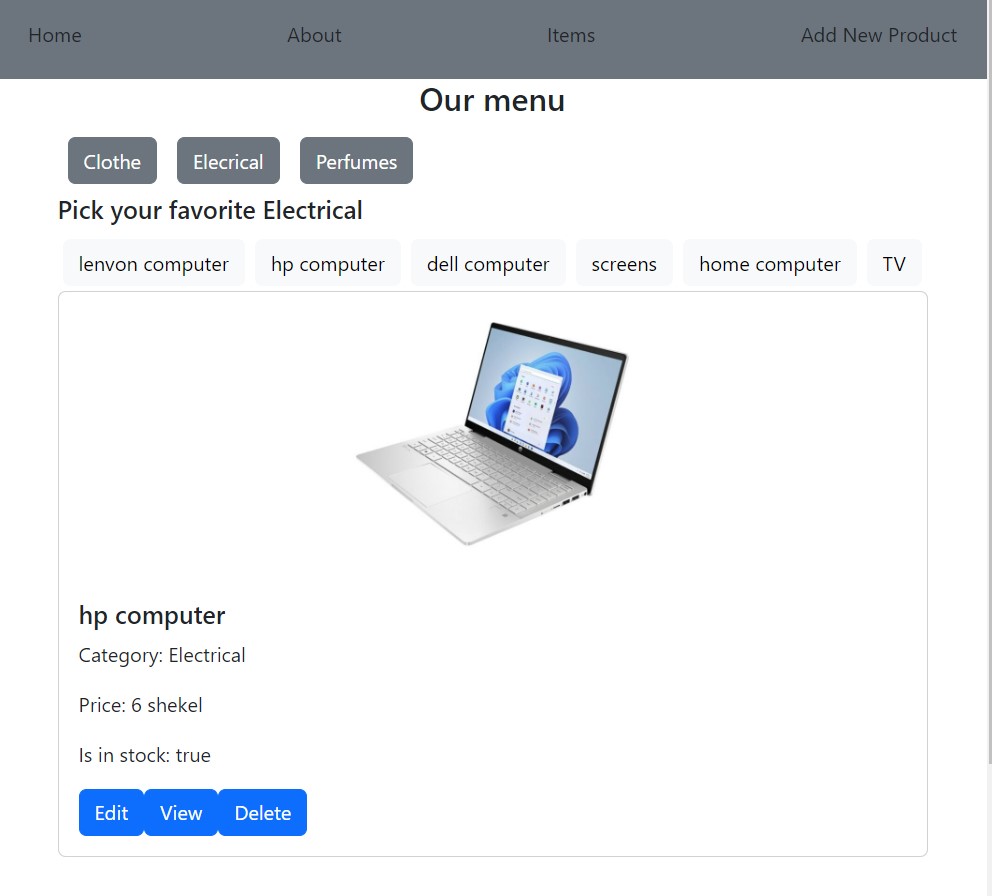 Home About Items Add New Product
Our menu
Clothe Elecrical Perfumes
Pick your favorite Electrical
lenvon computer hp computer dell computer screens home computer TV
hp computer
Category: Electrical
Price: 6 shekel
Is in stock: true
Edit View Delete